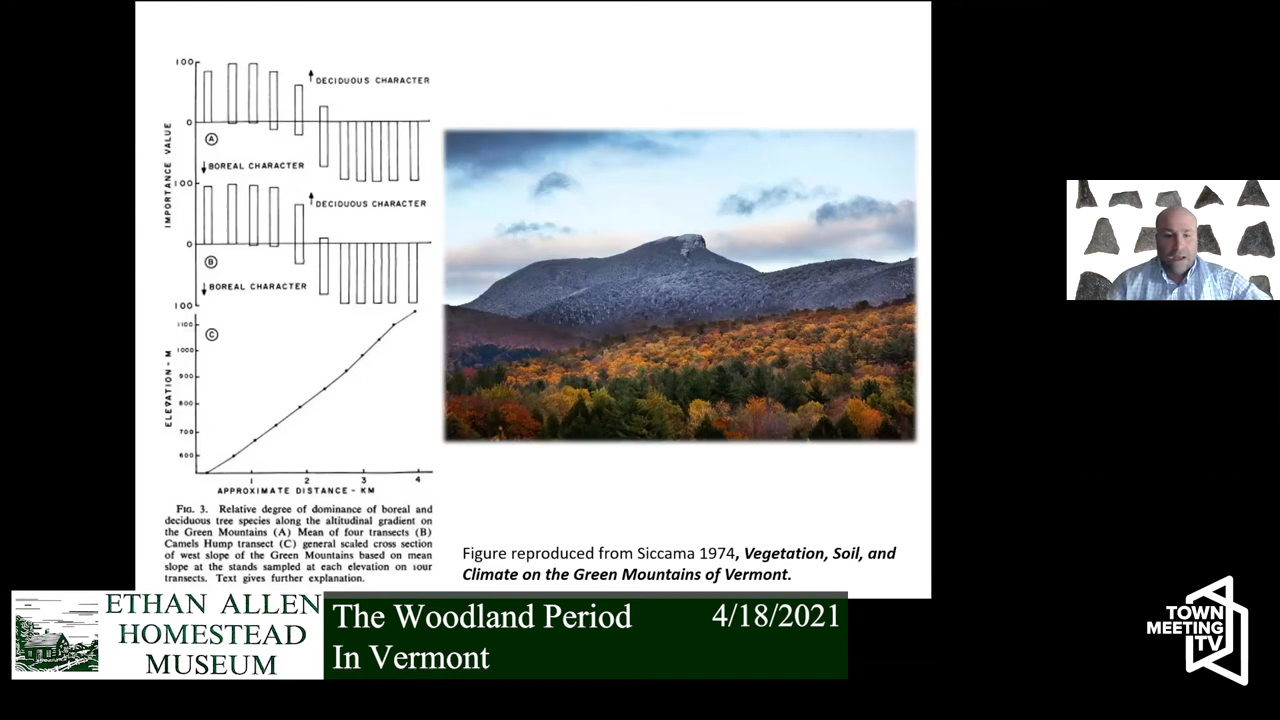 100
DECIDUOUS CHARACTER
0
A
BOREAL CHARACTER
IMPORTANCE VALUE
100
DECIDUOUS CHARACTER
0
B
BOREAL CHARACTER
100
C
1100
1000
900
800
700
600
ELEVATION - M
1 2 3 4
APPROXIMATE DISTANCE - KM
FIG. 3. Relative degree of dominance of boreal and
deciduous tree species along the altitudinal gradient on
the Green Mountains (A) Mean of four transects (B)
Camels Hump transect (C) general scaled cross section
of west slope of the Green Mountains based on mean
slope at the stands sampled at each elevation on four
transects. Text gives further explanation.
Figure reproduced from Siccama 1974, Vegetation, Soil, and
Climate on the Green Mountains of Vermont.
ETHAN ALLEN
HOMESTEAD
MUSEUM
The Woodland Period 4/18/2021
In Vermont
TOWN
MEETING
TV